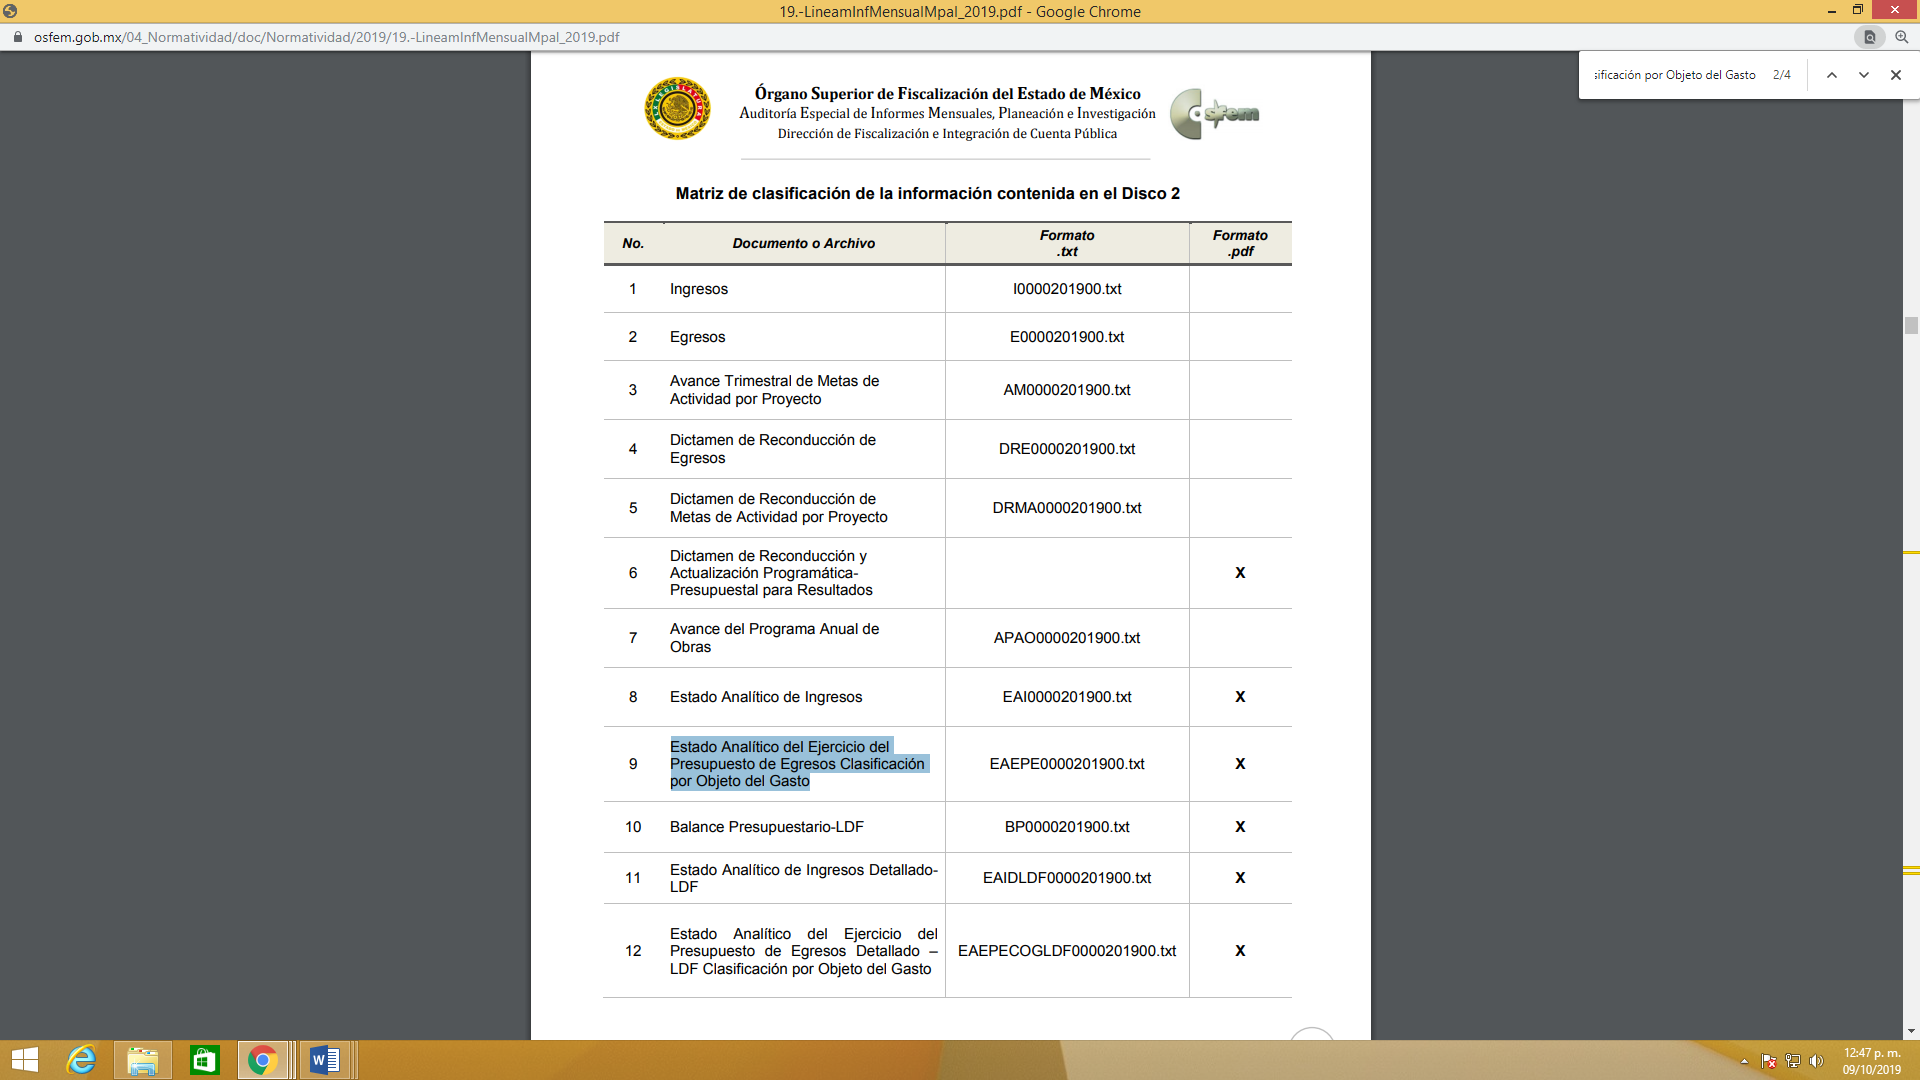 19.-LineamInfMensualMpal_2019.pdf - Google Chrome
osfem.gob.mx/04_Normatividad/doc/Normatividad/2019/19.-LineamInfMensualMpal_2019.pdf
sificación por Objeto del Gasto 2/4
Órgano Superior de Fiscalización del Estado de México
Auditoría Especial de Informes Mensuales, Planeación e Investigación
Dirección de Fiscalización e Integración de Cuenta Pública
osfem
Matriz de clasificación de la información contenida en el Disco 2
No. Documento o Archivo Formato .txt Formato .pdf
1 Ingresos I0000201900.txt
2 Egresos E0000201900.txt
3 Avance Trimestral de Metas de
Actividad por Proyecto AM0000201900.txt
4 Dictamen de Reconducción de
Egresos DRE0000201900.txt
5 Dictamen de Reconducción de
Metas de Actividad por Proyecto DRMA0000201900.txt
6 Dictamen de Reconducción y
Actualización Programática-
Presupuestal para Resultados X
7 Avance del Programa Anual de
Obras APAO0000201900.txt
8 Estado Analítico de Ingresos EAI0000201900.txt X
9 Estado Analítico del Ejercicio del
Presupuesto de Egresos Clasificación
por Objeto del Gasto EAEPE0000201900.txt X
10 Balance Presupuestario-LDF BP0000201900.txt X
11 Estado Analítico de Ingresos Detallado-
LDF EAIDLDF0000201900.txt X
12 Estado Analítico del Ejercicio del
Presupuesto de Egresos Detallado –
LDF Clasificación por Objeto del Gasto EAEPECOGLDF0000201900.txt X
12:47 p. m.
09/10/2019